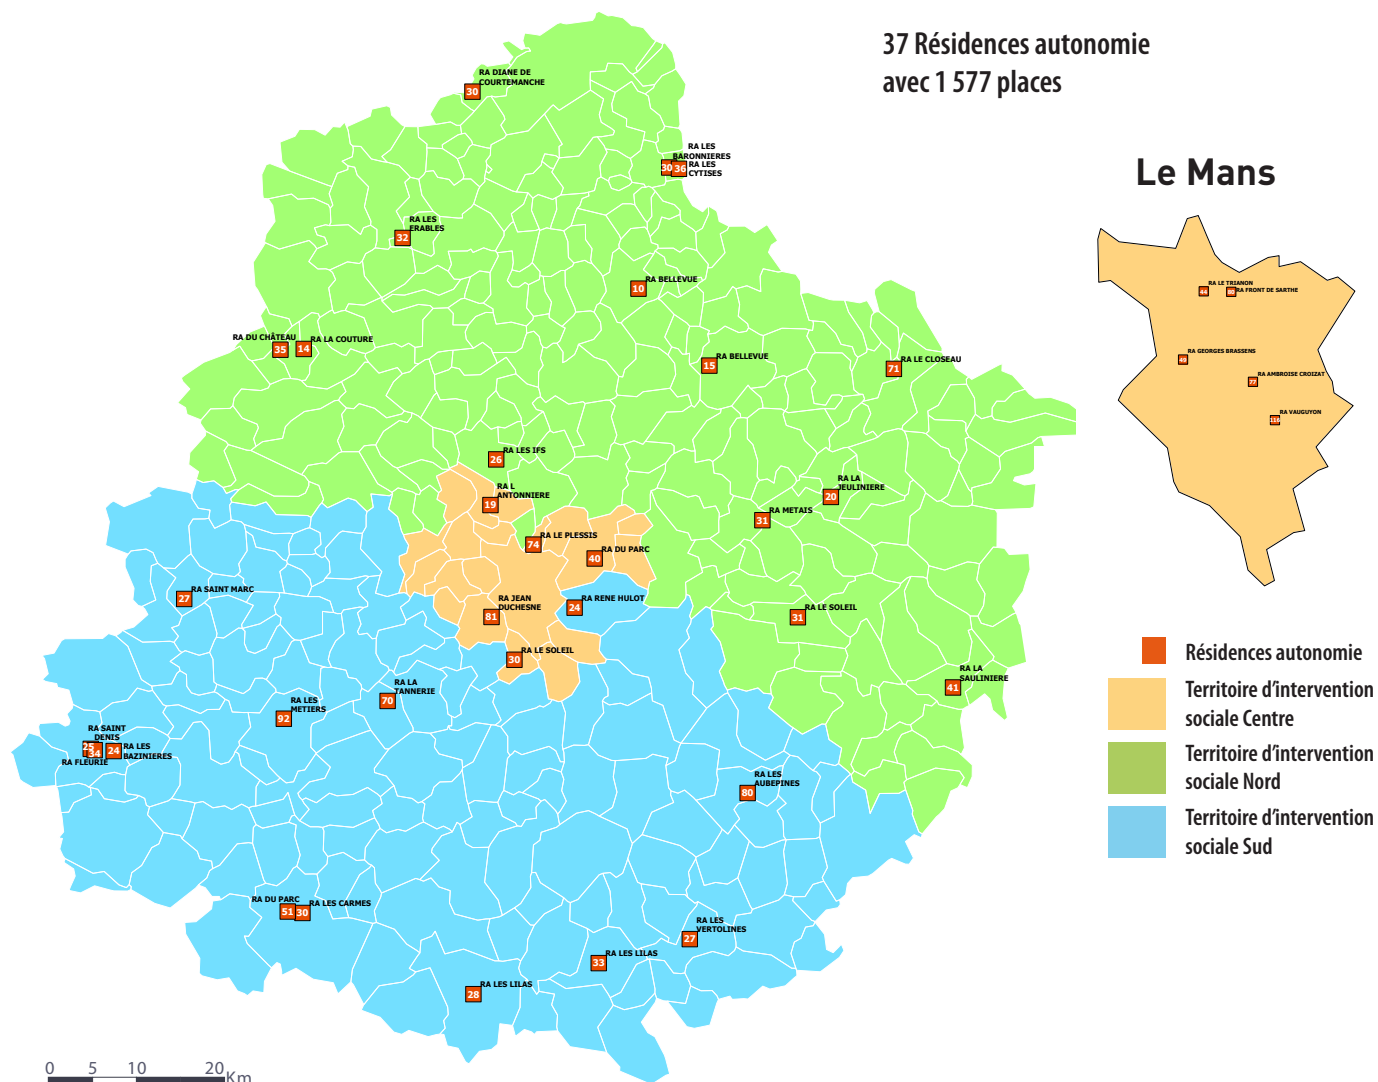 37 Résidences autonomie
avec 1 577 places
Le Mans
RA DIANE DE
COURTEMANCHE
30
RA LES
BARONNIERES
30
36
RA LES
CYTISES
RA LES
ERABLES
32
RA BELLEVUE
10
RA DU CHÂTEAU
35
14
RA LA COUTURE
RA BELLEVUE
15
RA LE CLOSEAU
71
RA LES IFS
26
RA L
ANTONNIERE
19
RA LA
JEULINIERE
20
RA METAIS
31
RA LE PLESSIS
74
RA DU PARC
40
RA SAINT MARC
27
RA JEAN
DUCHESNE
81
RA RENE HULOT
24
RA LE SOLEIL
31
RA LE SOLEIL
30
RA LA
SAULINIERE
41
RA LA
TANNERIE
70
RA LES
METIERS
92
RA SAINT
DENIS
25
34
24
RA LES
BAZINIERES
RA FLEURIE
RA LES
AUBEPINES
80
RA DU PARC
51
30
RA LES CARMES
RA LES
VERTOLINES
27
RA LES LILAS
33
RA LES LILAS
28
RA LE TRIANON
RA FRONT DE SARTHE
RA GEORGES BRASSENS
49
RA AMBROISE CROIZAT
77
RA VAUGUYON
Résidences autonomie
Territoire d'intervention
sociale Centre
Territoire d'intervention
sociale Nord
Territoire d'intervention
sociale Sud
0 5 10 20
Km